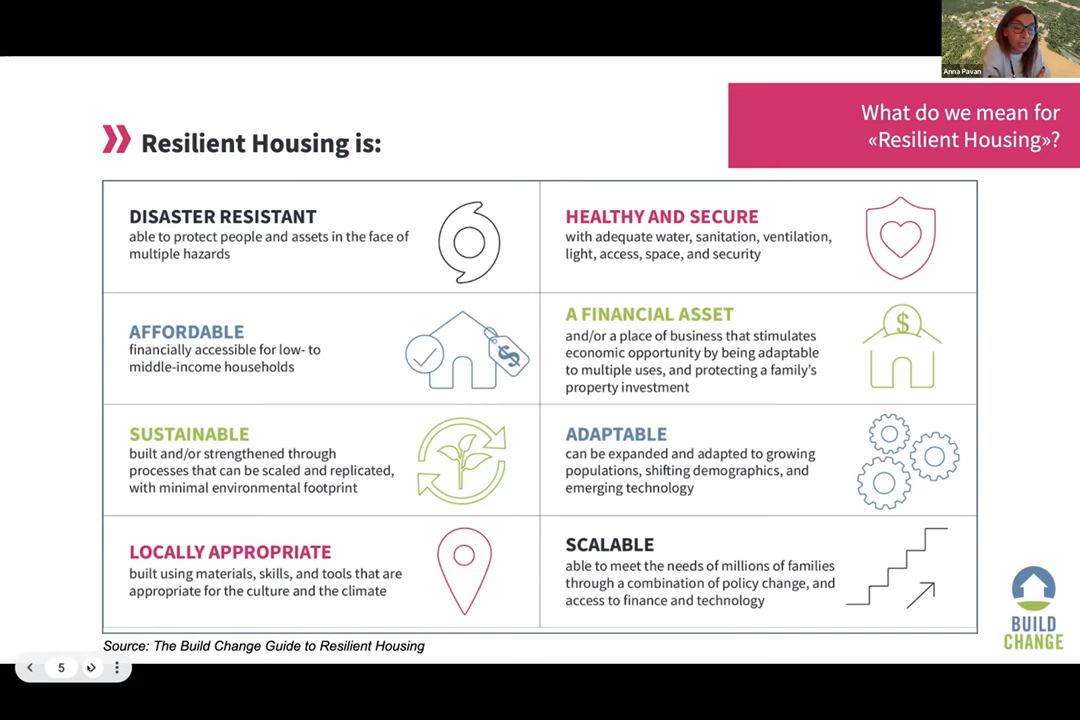 Anna Pavan
What do we mean for
«Resilient Housing»?
Resilient Housing is:
DISASTER RESISTANT
able to protect people and assets in the face of
multiple hazards
HEALTHY AND SECURE
with adequate water, sanitation, ventilation,
light, access, space, and security
AFFORDABLE
financially accessible for low- to
middle-income households
$
A FINANCIAL ASSET
and/or a place of business that stimulates
economic opportunity by being adaptable
to multiple uses, and protecting a family's
property investment
$
SUSTAINABLE
built and/or strengthened through
processes that can be scaled and replicated,
with minimal environmental footprint
ADAPTABLE
can be expanded and adapted to growing
populations, shifting demographics, and
emerging technology
LOCALLY APPROPRIATE
built using materials, skills, and tools that are
appropriate for the culture and the climate
SCALABLE
able to meet the needs of millions of families
through a combination of policy change, and
access to finance and technology
Source: The Build Change Guide to Resilient Housing
BUILD
CHANGE
5